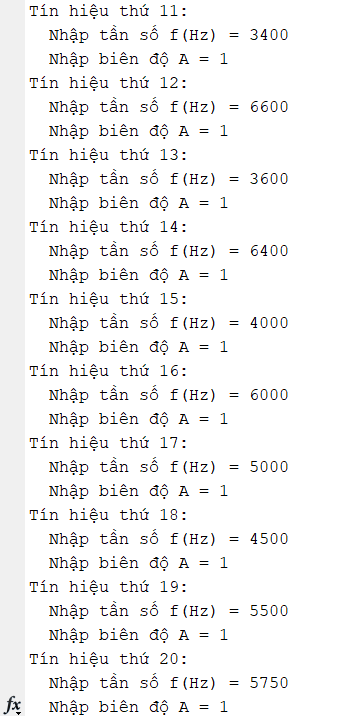 Tín hiệu thứ 11:
Nhập tần số f(Hz) = 3400
Nhập biên độ A = 1
Tín hiệu thứ 12:
Nhập tần số f(Hz) = 6600
Nhập biên độ A = 1
Tín hiệu thứ 13:
Nhập tần số f(Hz) = 3600
Nhập biên độ A = 1
Tín hiệu thứ 14:
Nhập tần số f(Hz) = 6400
Nhập biên độ A = 1
Tín hiệu thứ 15:
Nhập tần số f(Hz) = 4000
Nhập biên độ A = 1
Tín hiệu thứ 16:
Nhập tần số f(Hz) = 6000
Nhập biên độ A = 1
Tín hiệu thứ 17:
Nhập tần số f(Hz) = 5000
Nhập biên độ A = 1
Tín hiệu thứ 18:
Nhập tần số f(Hz) = 4500
Nhập biên độ A = 1
Tín hiệu thứ 19:
Nhập tần số f(Hz) = 5500
Nhập biên độ A = 1
Tín hiệu thứ 20:
Nhập tần số f(Hz) = 5750
fx Nhập biên độ A = 1